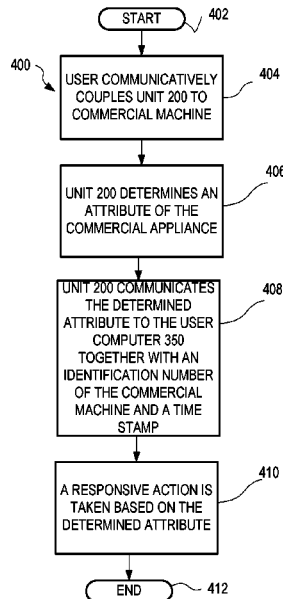 START
402
400
USER COMMUNICATIVELY
COUPLES UNIT 200 TO
COMMERCIAL MACHINE
404
UNIT 200 DETERMINES AN
ATTRIBUTE OF THE
COMMERCIAL APPLIANCE
406
UNIT 200 COMMUNICATES
THE DETERMINED
ATTRIBUTE TO THE USER
COMPUTER 350
TOGETHER WITH AN
IDENTIFICATION NUMBER
OF THE COMMERCIAL
MACHINE AND A TIME
STAMP
408
A RESPONSIVE ACTION IS
TAKEN BASED ON THE
DETERMINED ATTRIBUTE
410
END
412